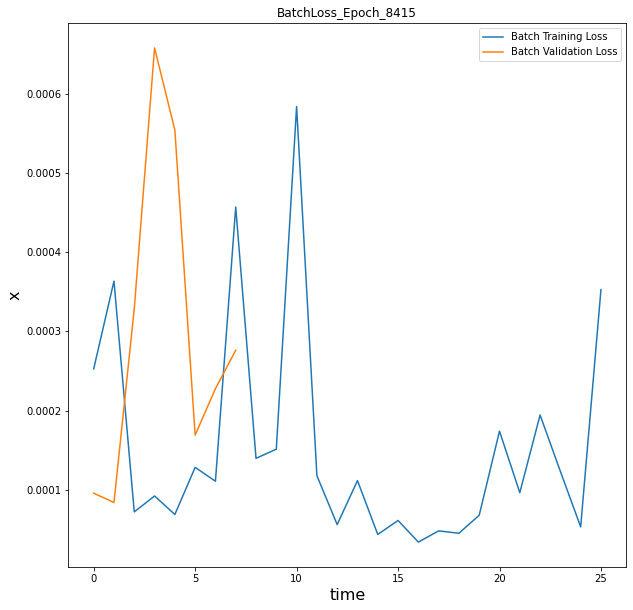 BatchLoss_Epoch_8415
Batch Training Loss
Batch Validation Loss
0.0006
0.0005
0.0004
0.0003
0.0002
0.0001
x
0 5 10 15 20 25
time